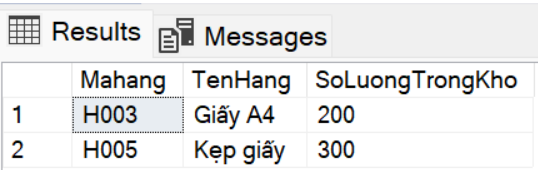 Results Messages
Mahang TenHang SoLuongTrongKho
1 H003 Giấy A4 200
2 H005 Kẹp giấy 300